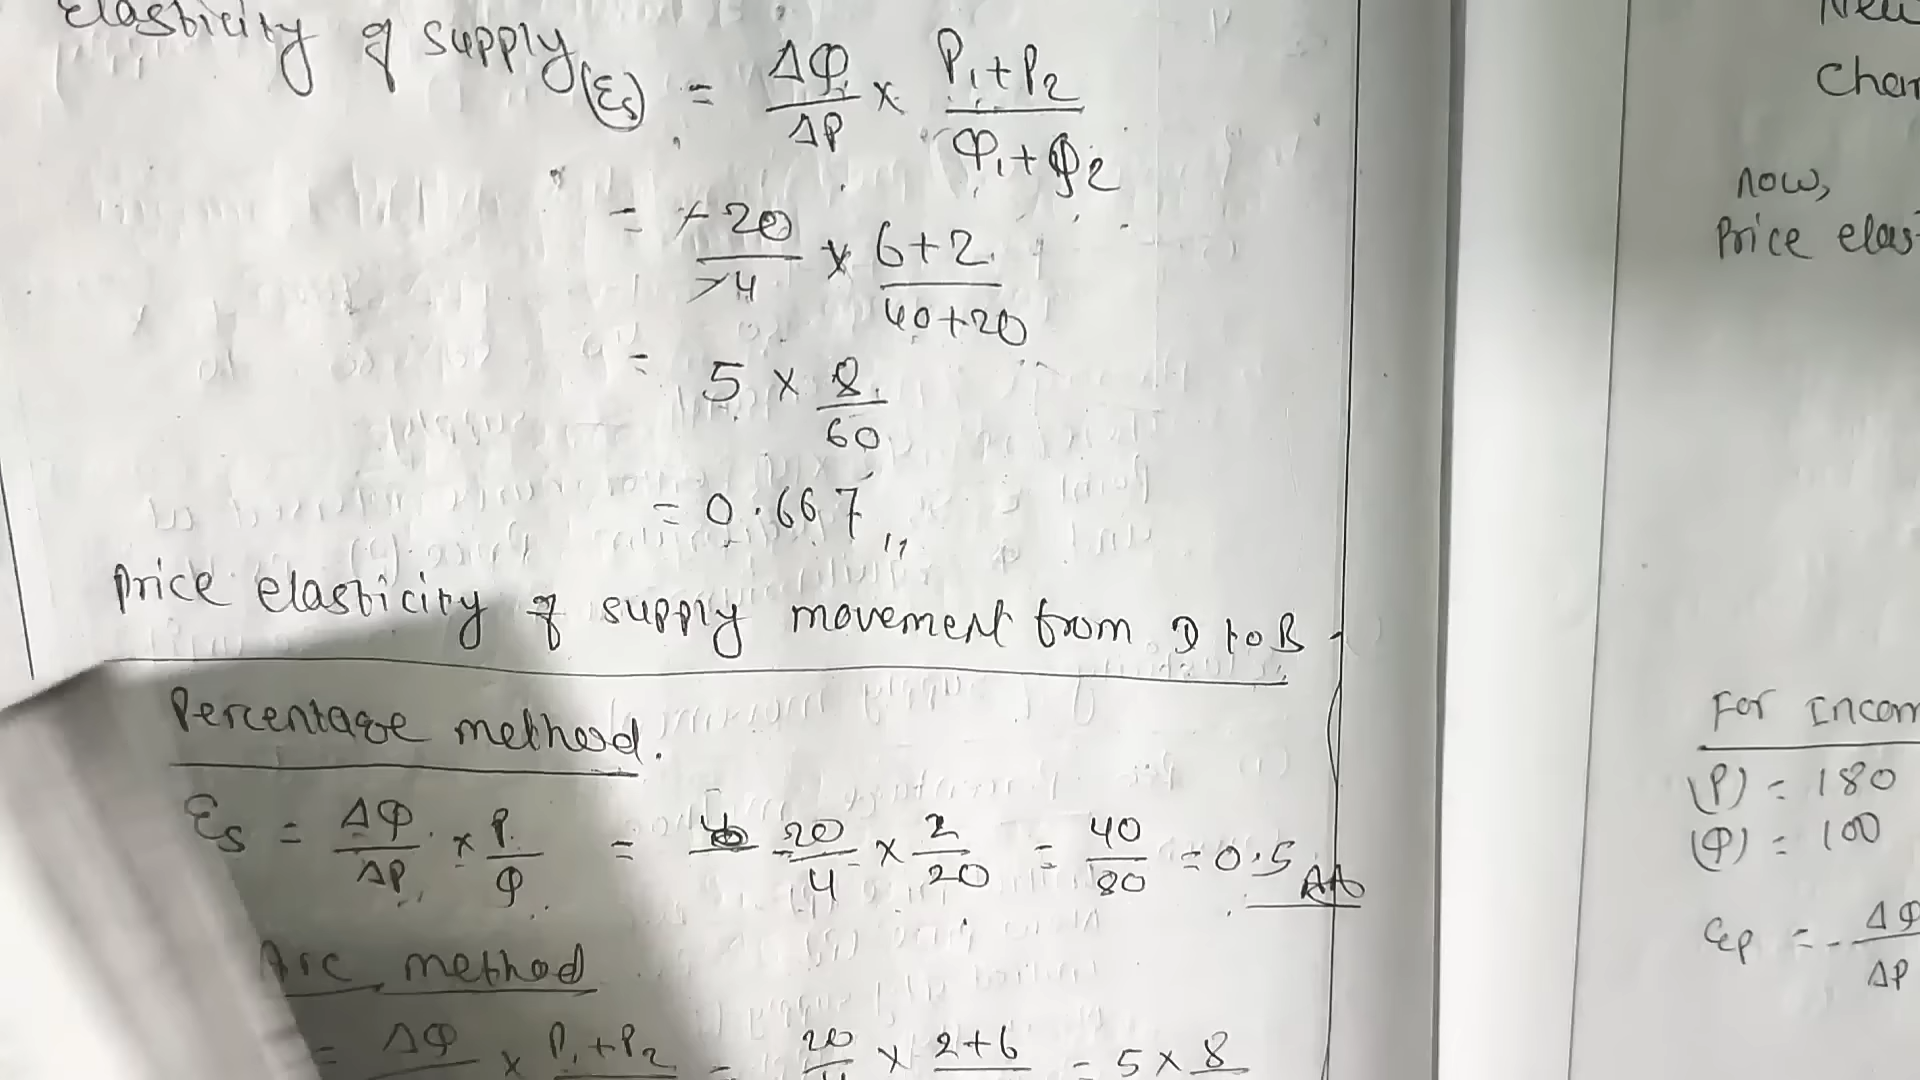 Elasticity of supply (Es) = ΔQ/ΔP × P1+P2/Q1+Q2
= -20/-4 × 6+2/40+20
= 5 × 8/60
= 0.667
Price elasticity of supply movement from D to B
Percentage method.
Es = ΔQ/ΔP × P/Q = 20/4 × 2/20 = 40/80 = 0.5
Arc method
= ΔQ × P1+P2 = 20/4 × 2+6 = 5 × 8
now,
Price elas
For Incom
(P) = 180
(Q) = 100
Ep = - ΔQ/ΔP